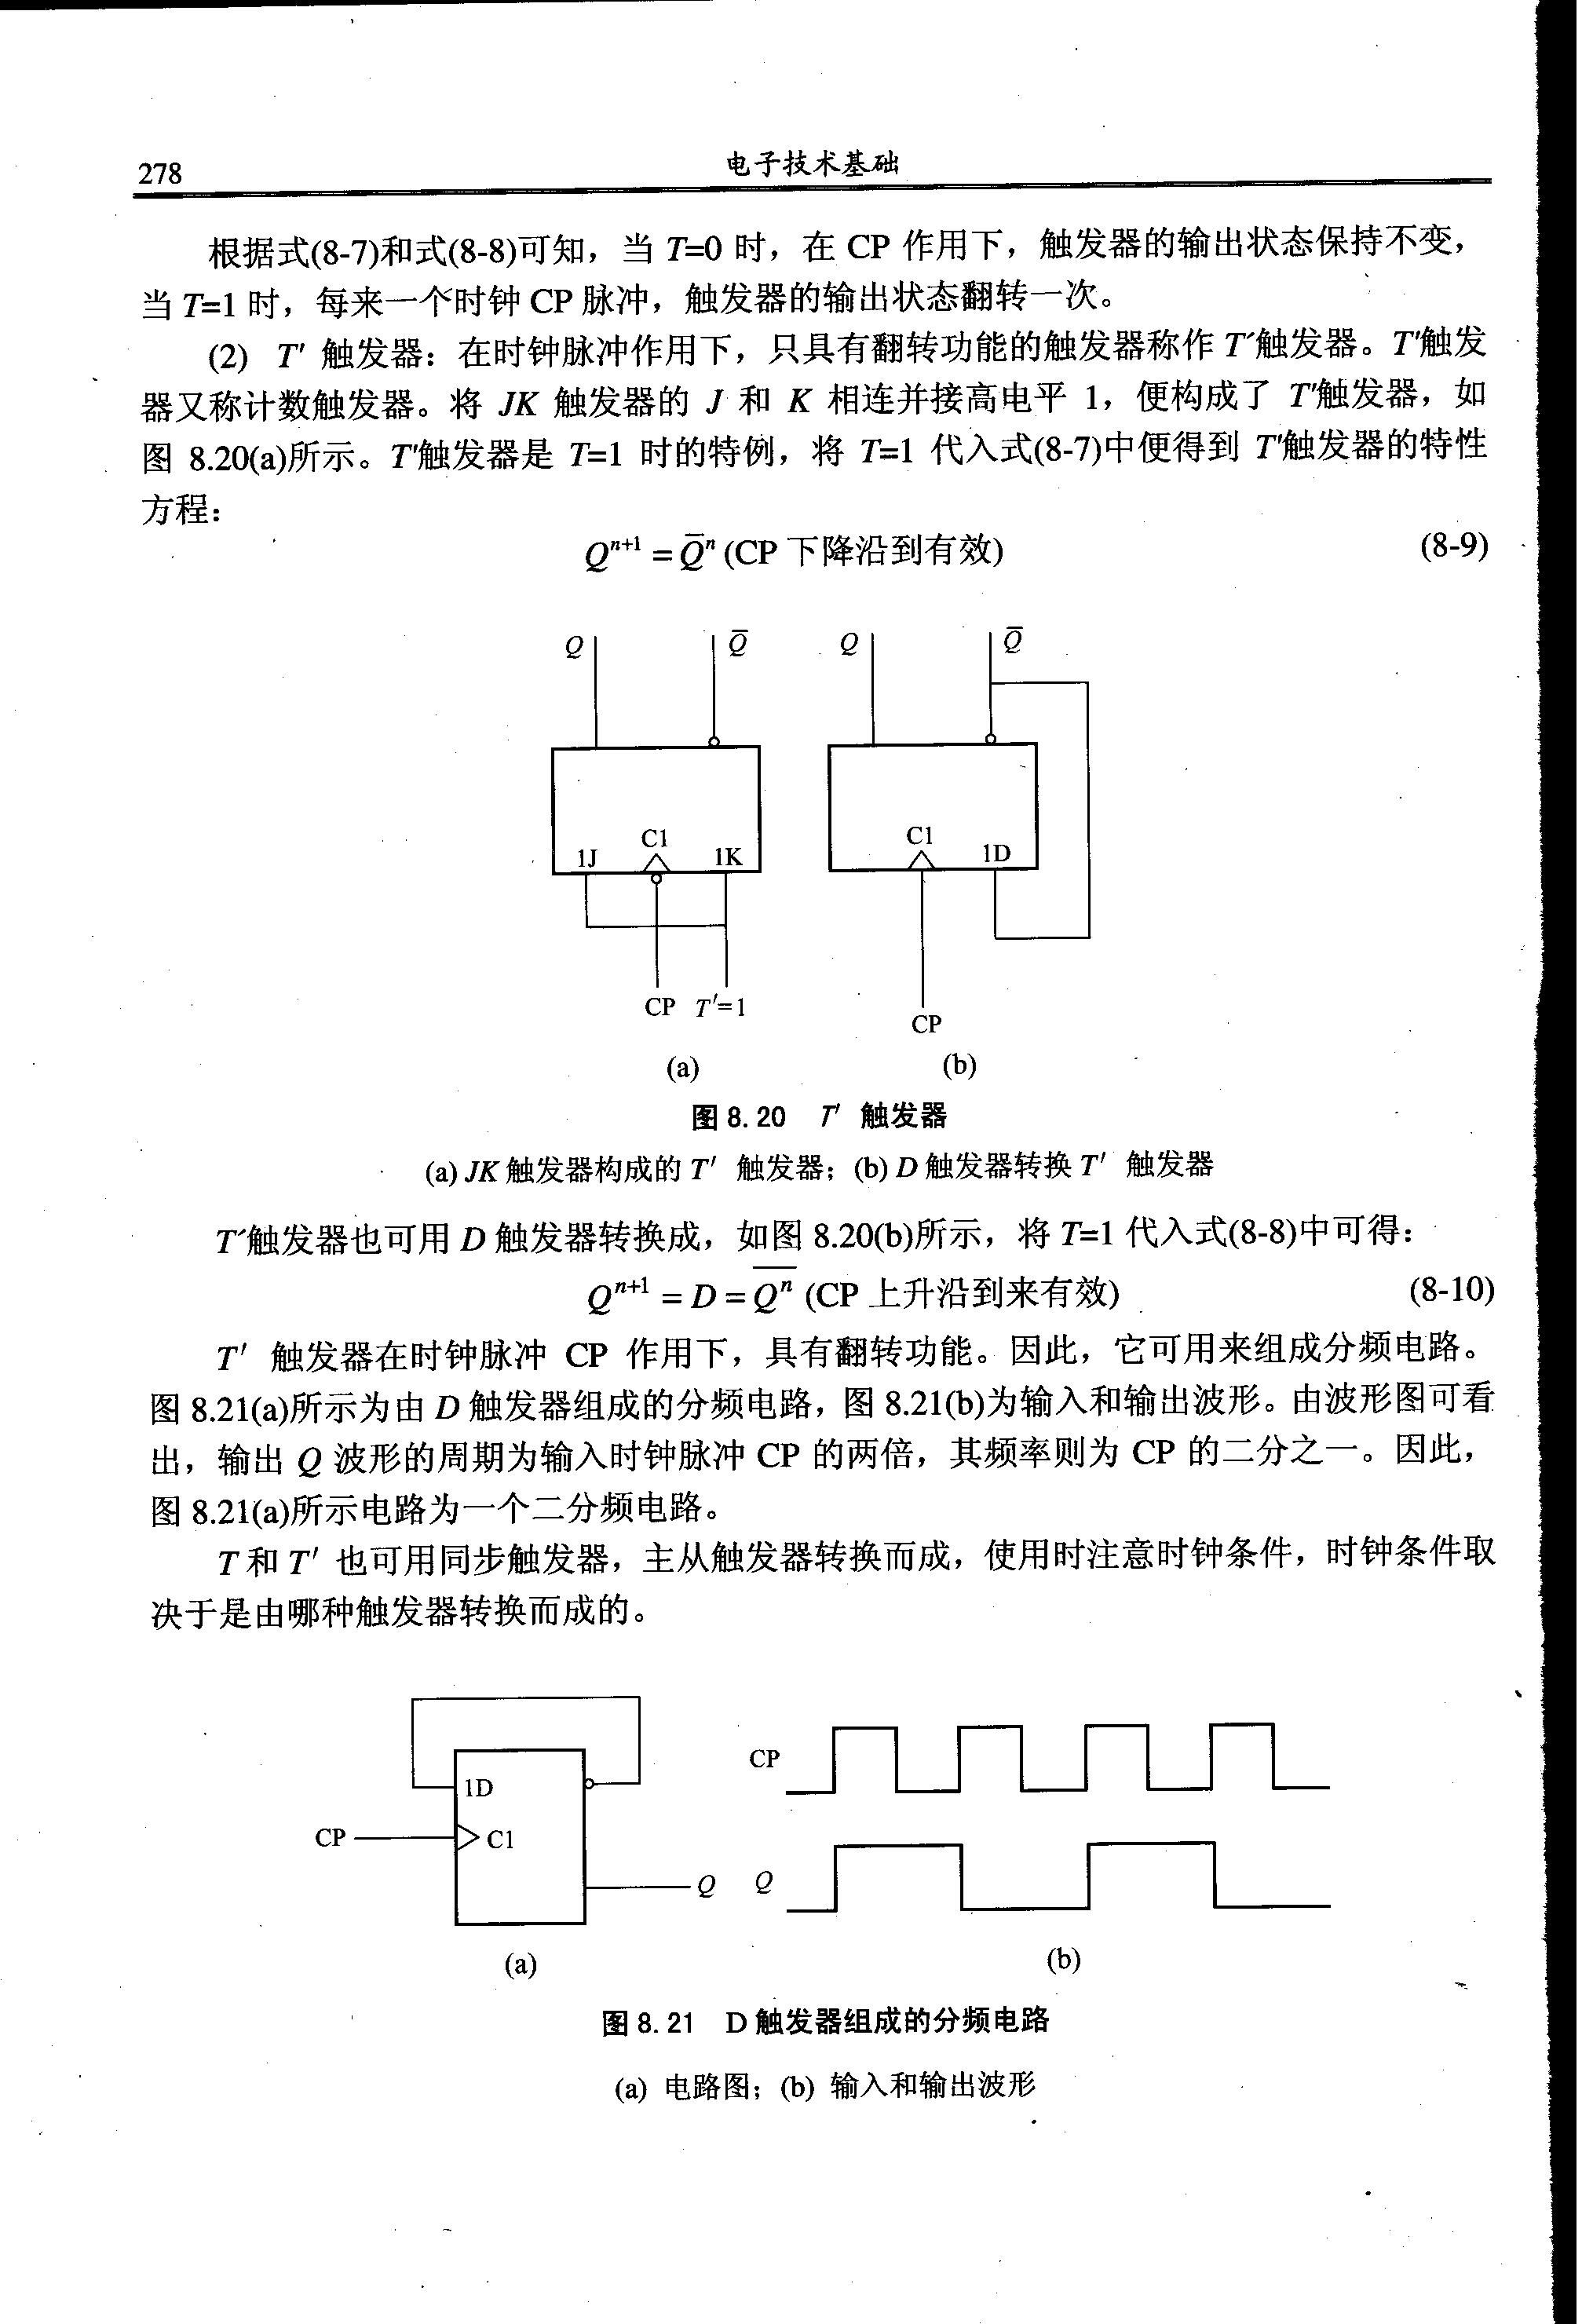 278
电子技术基础
根据式(8-7)和式(8-8)可知，当 T=0 时，在 CP 作用下，触发器的输出状态保持不变，
当 T=1 时，每来一个时钟 CP 脉冲，触发器的输出状态翻转一次。
(2) T′ 触发器：在时钟脉冲作用下，只具有翻转功能的触发器称作 T′触发器。T′触发
器又称计数触发器。将 JK 触发器的 J 和 K 相连并接高电平 1，便构成了 T′触发器，如
图 8.20(a)所示。T′触发器是 T=1 时的特例，将 T=1 代入式(8-7)中便得到 T′触发器的特性
方程：
Qⁿ⁺¹ = Q̅ⁿ (CP 下降沿到有效) (8-9)
Q Q̅ Q Q̅
1J C1 1K C1 1D
CP T′=1 CP
(a) (b)
图 8.20 T′ 触发器
(a) JK 触发器构成的 T′ 触发器；(b) D 触发器转换 T′ 触发器
T′触发器也可用 D 触发器转换成，如图 8.20(b)所示，将 T=1 代入式(8-8)中可得：
Qⁿ⁺¹ = D = Q̅ⁿ (CP 上升沿到来有效) (8-10)
T′ 触发器在时钟脉冲 CP 作用下，具有翻转功能。因此，它可用来组成分频电路。
图 8.21(a)所示为由 D 触发器组成的分频电路，图 8.21(b)为输入和输出波形。由波形图可看
出，输出 Q 波形的周期为输入时钟脉冲 CP 的两倍，其频率则为 CP 的二分之一。因此，
图 8.21(a)所示电路为一个二分频电路。
T 和 T′ 也可用同步触发器，主从触发器转换而成，使用时注意时钟条件，时钟条件取
决于是由哪种触发器转换而成的。
CP
1D
CP C1
Q Q
(a) (b)
图 8.21 D 触发器组成的分频电路
(a) 电路图；(b) 输入和输出波形